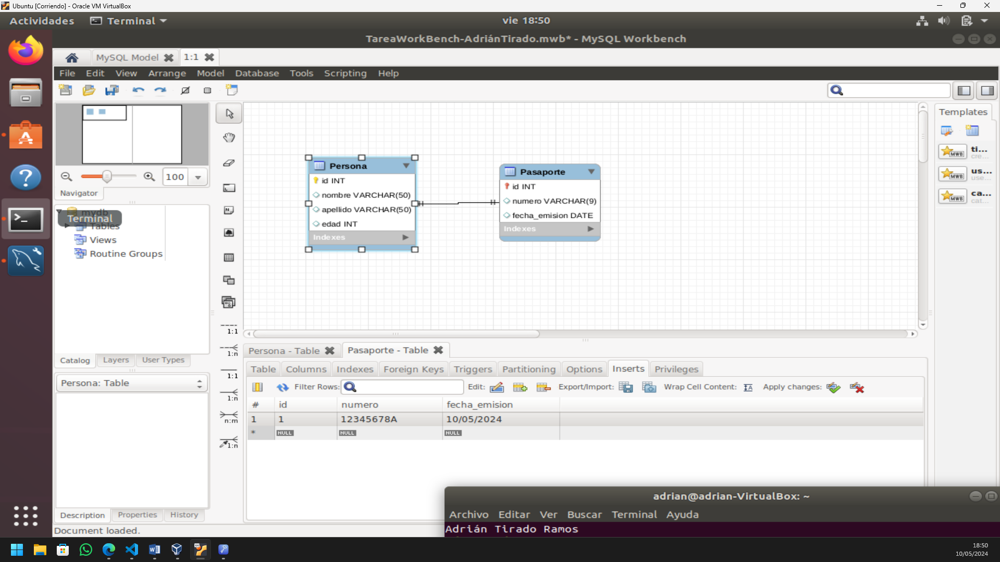 Ubuntu [Corriendo] - Oracle VM VirtualBox
Actividades Terminal vie 18:50
TareaWorkBench-AdriánTirado.mwb* - MySQL Workbench
MySQL Model 1:1
File Edit View Arrange Model Database Tools Scripting Help
Templates
100
Navigator
ti...
cre...
us...
use...
ca...
cat...
mydb
Terminal
Tables
Views
Routine Groups
Persona
id INT
nombre VARCHAR(50)
apellido VARCHAR(50)
edad INT
Indexes
Pasaporte
id INT
numero VARCHAR(9)
fecha_emision DATE
Indexes
1:1
1:n
1:1
1:n
n:m
1:n
Catalog Layers User Types
Persona: Table
Description Properties History
Document loaded.
Persona - Table Pasaporte - Table
Table Columns Indexes Foreign Keys Triggers Partitioning Options Inserts Privileges
Filter Rows: Edit: Export/Import: Wrap Cell Content: Apply changes:
# id numero fecha_emision
1 1 12345678A 10/05/2024
* NULL NULL NULL
adrian@adrian-VirtualBox: ~
Archivo Editar Ver Buscar Terminal Ayuda
Adrián Tirado Ramos
18:50
10/05/2024